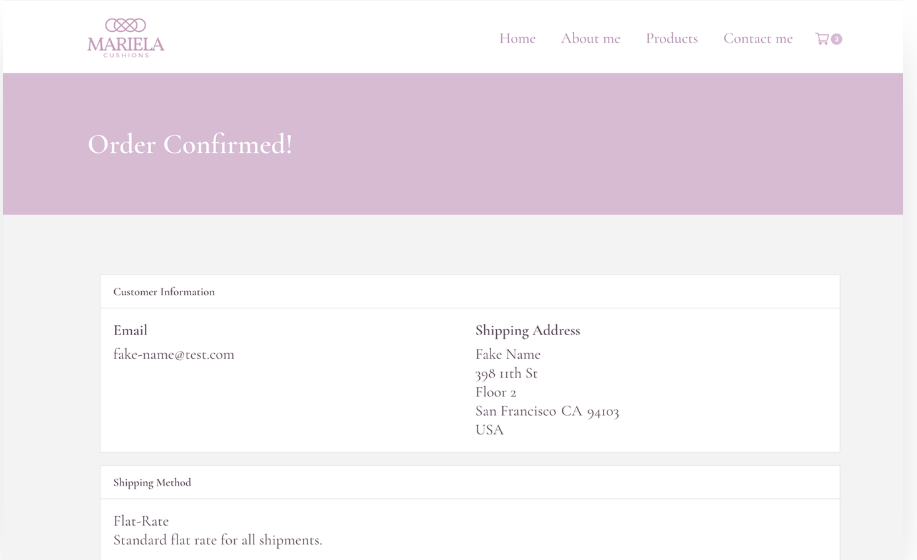 MARIELA
CUSHIONS
Home About me Products Contact me
Order Confirmed!
Customer Information
Email
fake-name@test.com
Shipping Address
Fake Name
398 11th St
Floor 2
San Francisco CA 94103
USA
Shipping Method
Flat-Rate
Standard flat rate for all shipments.